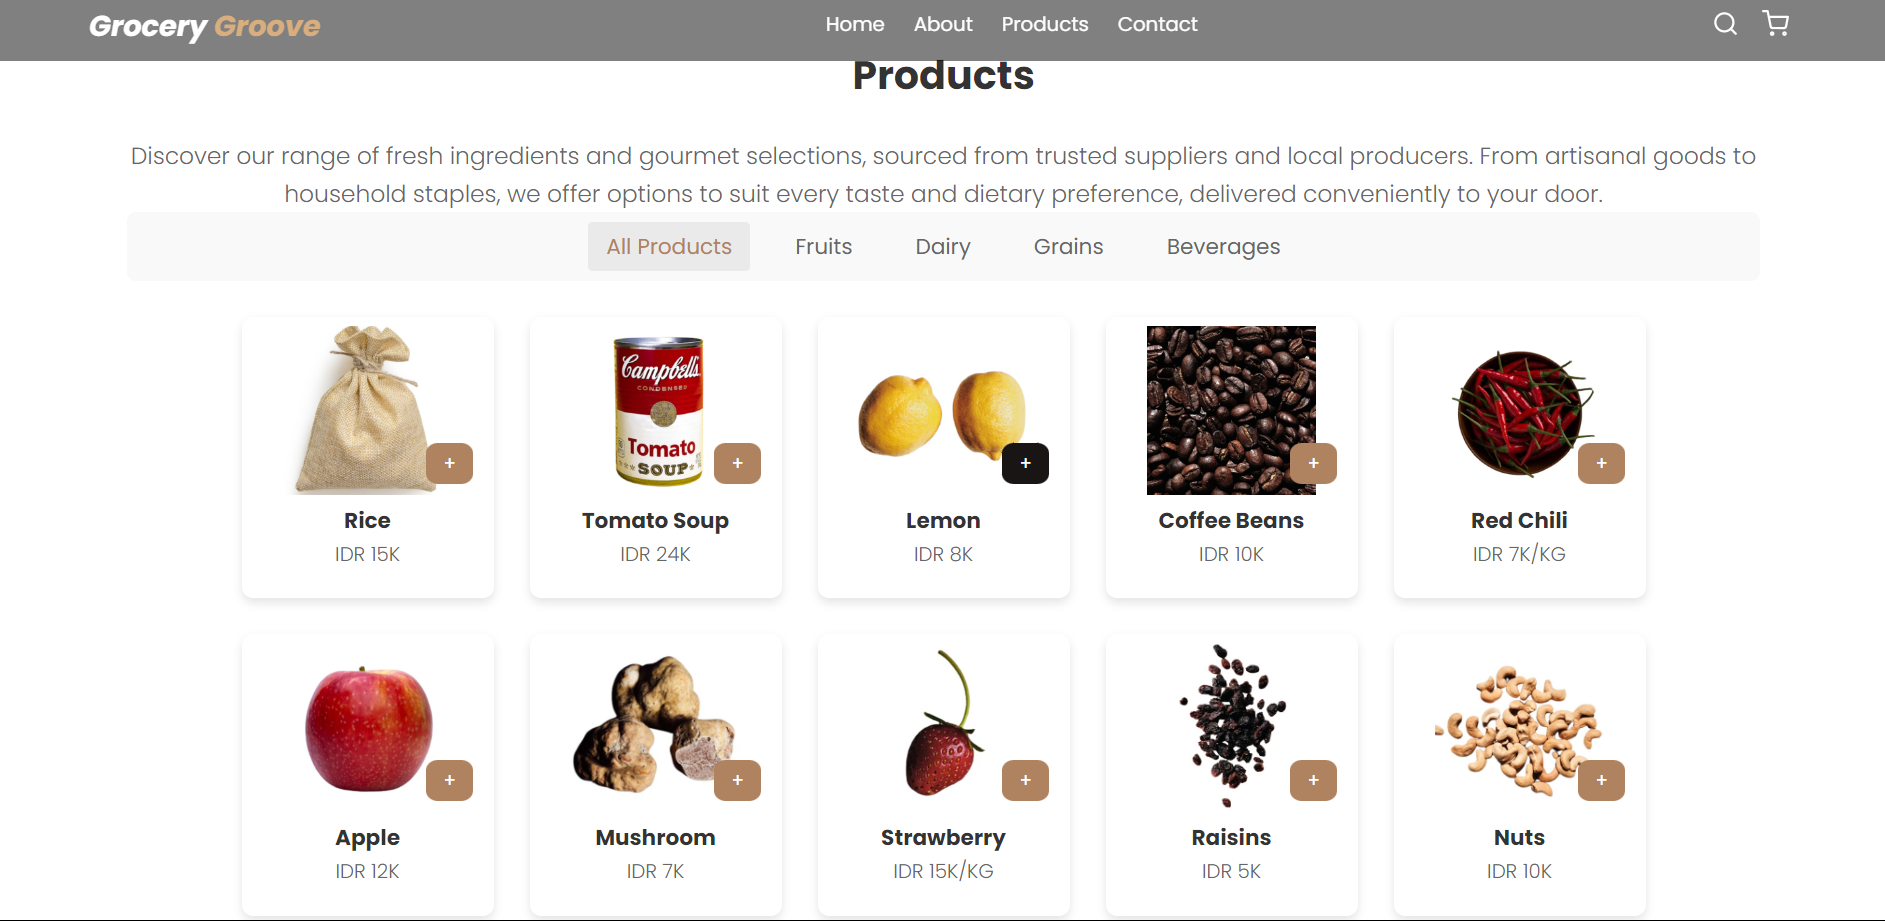 Grocery Groove
Home About Products Contact
Products
Discover our range of fresh ingredients and gourmet selections, sourced from trusted suppliers and local producers. From artisanal goods to
household staples, we offer options to suit every taste and dietary preference, delivered conveniently to your door.
All Products Fruits Dairy Grains Beverages
Campbell's
CONDENSED
Tomato
SOUP
+ + + + +
Rice Tomato Soup Lemon Coffee Beans Red Chili
IDR 15K IDR 24K IDR 8K IDR 10K IDR 7K/KG
+ + + + +
Apple Mushroom Strawberry Raisins Nuts
IDR 12K IDR 7K IDR 15K/KG IDR 5K IDR 10K